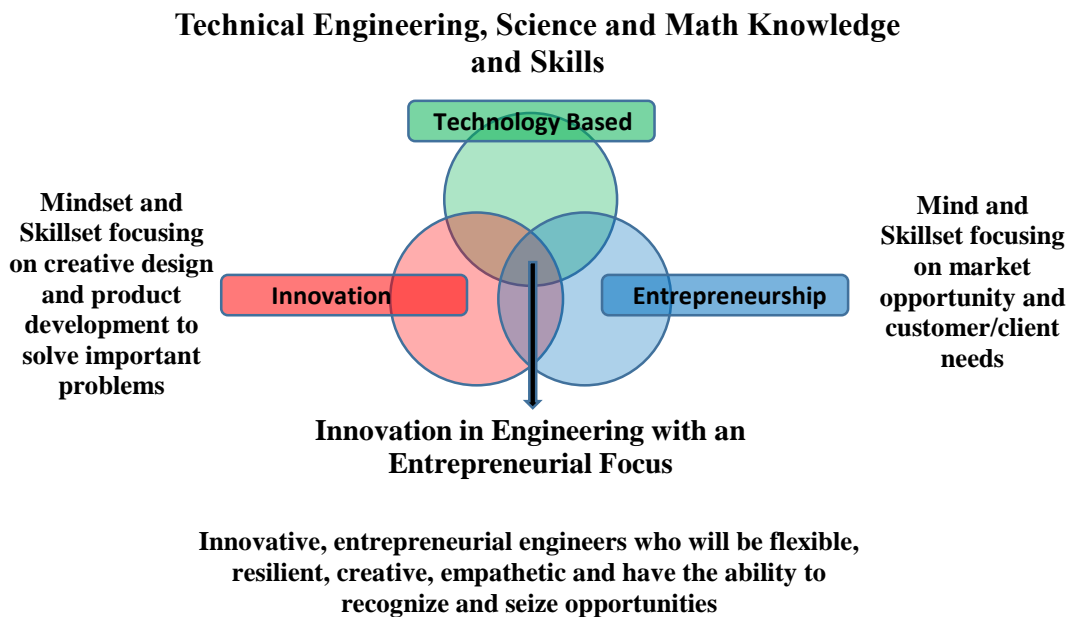 Technical Engineering, Science and Math Knowledge
and Skills
Technology Based
Mindset and
Skillset focusing
on creative design
and product
development to
solve important
problems
Innovation
Entrepreneurship
Mind and
Skillset focusing
on market
opportunity and
customer/client
needs
Innovation in Engineering with an
Entrepreneurial Focus
Innovative, entrepreneurial engineers who will be flexible,
resilient, creative, empathetic and have the ability to
recognize and seize opportunities